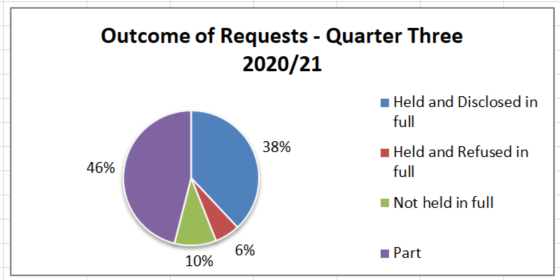 Outcome of Requests - Quarter Three
2020/21
38%
6%
10%
46%
Held and Disclosed in
full
Held and Refused in
full
Not held in full
Part